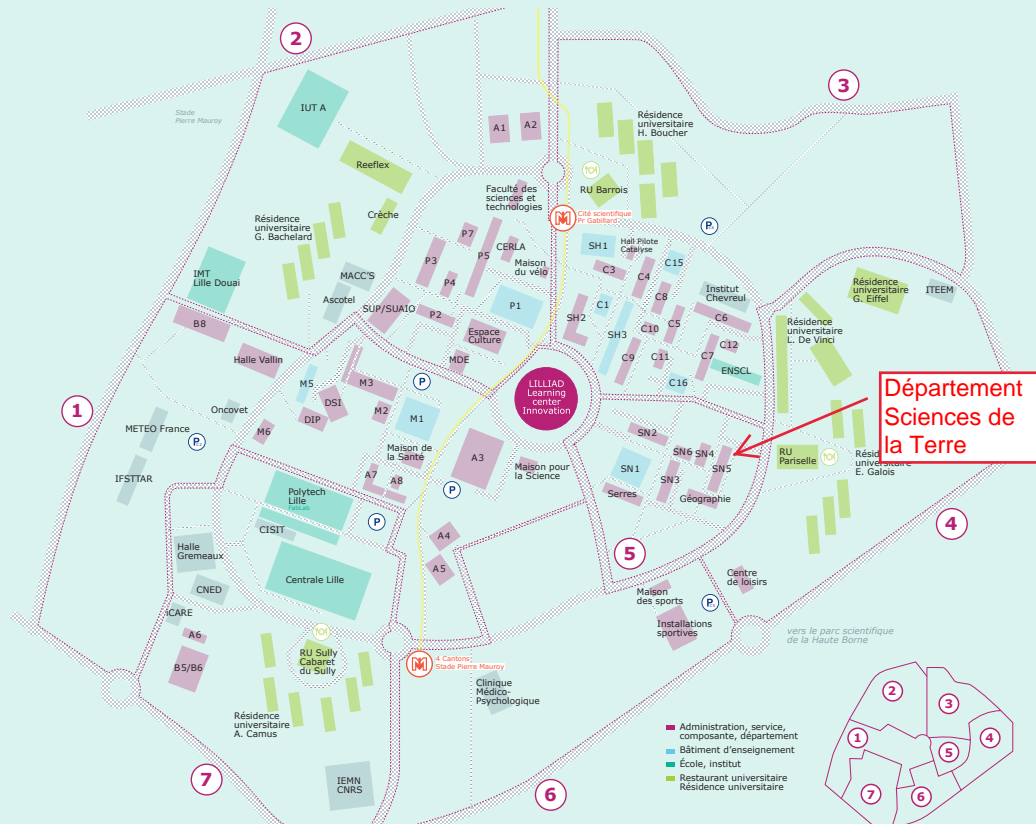 2
3
Stade
Pierre Mauroy
IUT A
A1
A2
Résidence
universitaire
H. Boucher
Reeflex
RU Barrois
Faculté des
sciences et
technologies
Crèche
Cité scientifique
Pr Gabillard
Résidence
universitaire
G. Bachelard
P7
P5
CERLA
SH1
Hall Pilote
Catalyse
C15
P3
P4
Maison
du vélo
C3
C4
IMT
Lille Douai
MACC'S
Ascotel
SUP/SUAIO
P2
P1
C1
C8
Institut
Chevreul
Résidence
universitaire
G. Eiffel
ITEEM
B8
Espace
Culture
SH2
SH3
C10
C5
C6
Résidence
universitaire
L. De Vinci
Halle Vallin
MDE
C9
C11
C7
C12
ENSCL
M5
M3
P
C16
DSI
LILLIAD
Learning
center
Innovation
1
Oncovet
DIP
M2
M1
Département
Sciences de
la Terre
METEO France
M6
Maison de
la Santé
A3
SN2
SN6
SN4
RU
Pariselle
IFSTTAR
A7
A8
Maison pour
la Science
SN1
SN3
SN5
Polytech
Lille
FabLab
P
Serres
Géographie
CISIT
P
A4
4
Halle
Gremeaux
5
Centrale Lille
A5
Centre
de loisirs
CNED
Maison
des sports
iCARE
Installations
sportives
A6
vers le parc scientifique
de la Haute Borne
B5/B6
RU Sully
Cabaret
du Sully
4 Cantons
Stade Pierre Mauroy
Clinique
Médico-
Psychologique
Résidence
universitaire
A. Camus
7
IEMN
CNRS
6
Administration, service,
composante, département
Bâtiment d'enseignement
École, institut
Restaurant universitaire
Résidence universitaire
2
3
1
4
5
7
6